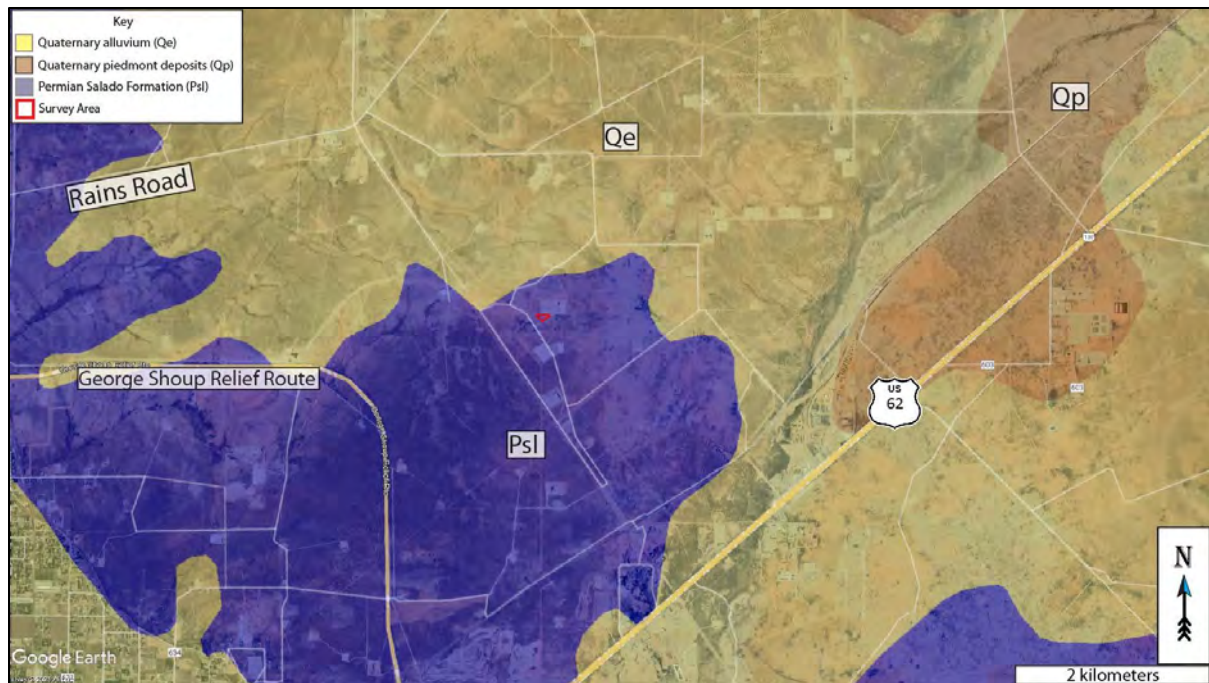 Key
Quaternary alluvium (Qe)
Quaternary piedmont deposits (Qp)
Permian Salado Formation (Psl)
Survey Area
Qp
Qe
Rains Road
George Shoup Relief Route
US
62
Psl
603
N
Google Earth
2 kilometers